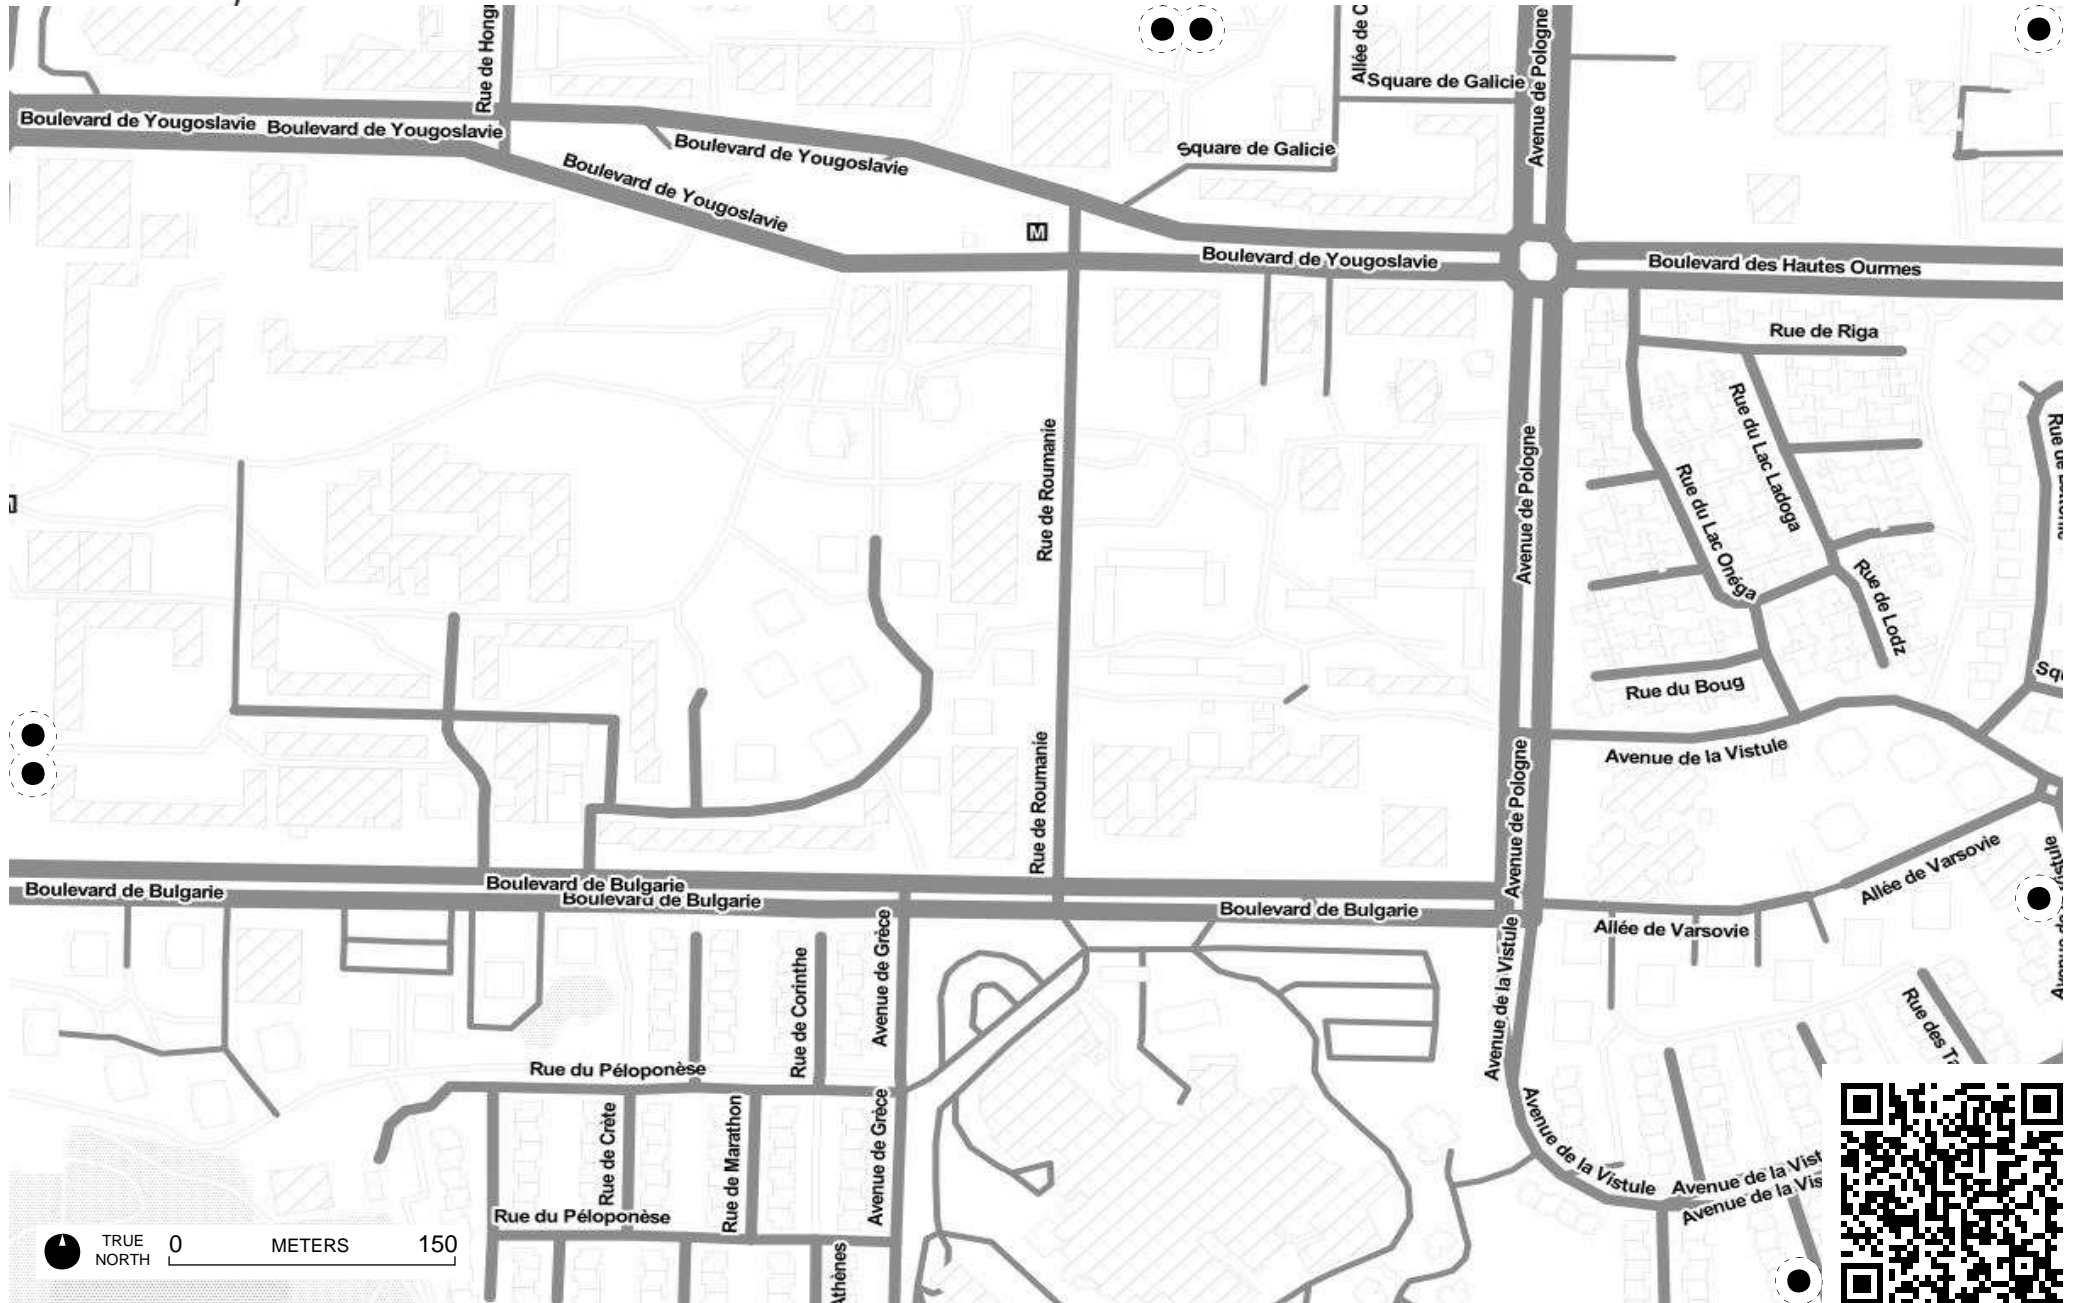 Rue de Hong
Allée de C
Avenue de Pologne
Square de Galicie
Boulevard de Yougoslavie
Boulevard de Yougoslavie
Boulevard de Yougoslavie
Square de Galicie
Boulevard de Yougoslavie
M
Boulevard de Yougoslavie
Boulevard des Hautes Ourmes
Rue de Riga
Rue du Lac Ladoga
Rue de Roumanie
Avenue de Pologne
Rue du Lac Onéga
Rue de Lodz
Squ
Rue du Boug
Avenue de la Vistule
Rue de Roumanie
Avenue de Pologne
Allée de Varsovie
Boulevard de Bulgarie
Boulevard de Bulgarie
Boulevard de Bulgarie
Boulevard de Bulgarie
Allée de Varsovie
Avenue de Grèce
Rue de Corinthe
Avenue de la Vistule
Rue des Ta
Rue du Péloponèse
Rue de Crète
Rue de Marathon
Avenue de Grèce
Avenue de la Vistule
Avenue de la Vist
Avenue de la Vis
Rue du Péloponèse
Athènes
TRUE
NORTH
0 METERS 150